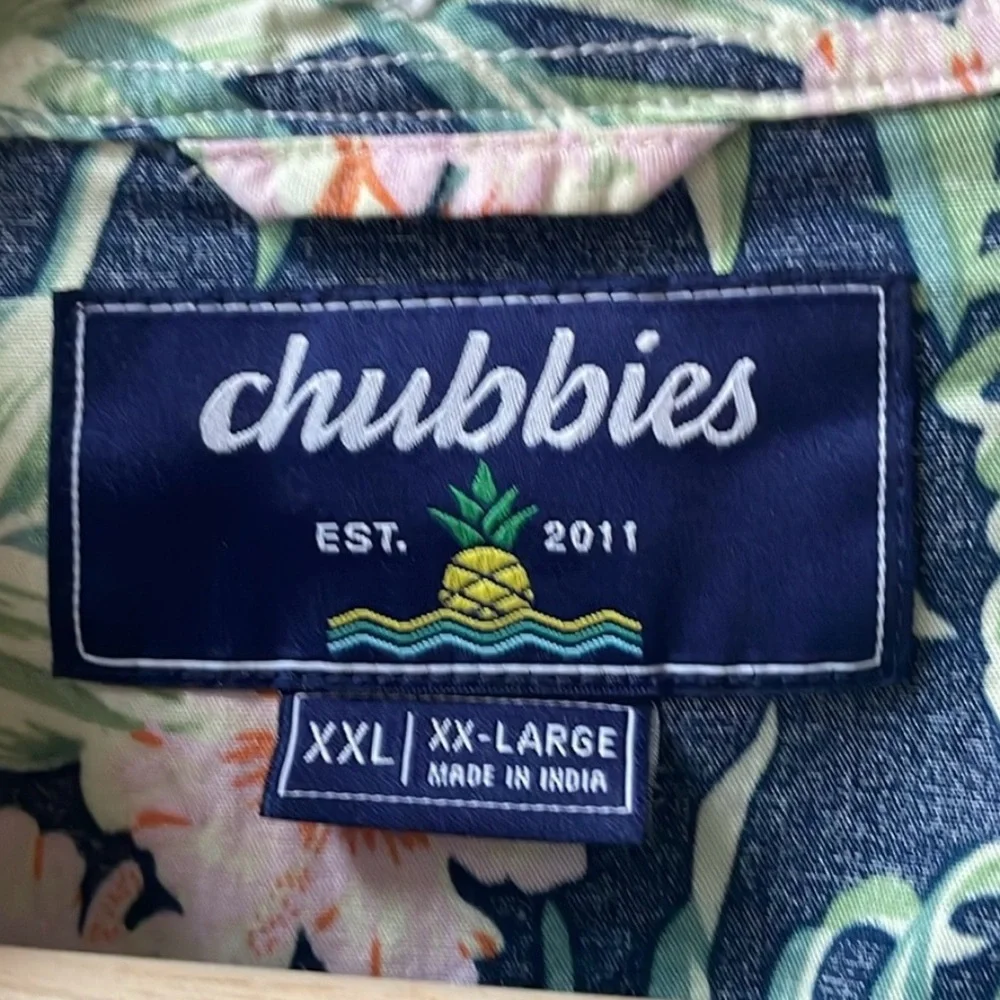 chubbies
EST. 2011
XXL XX-LARGE
MADE IN INDIA